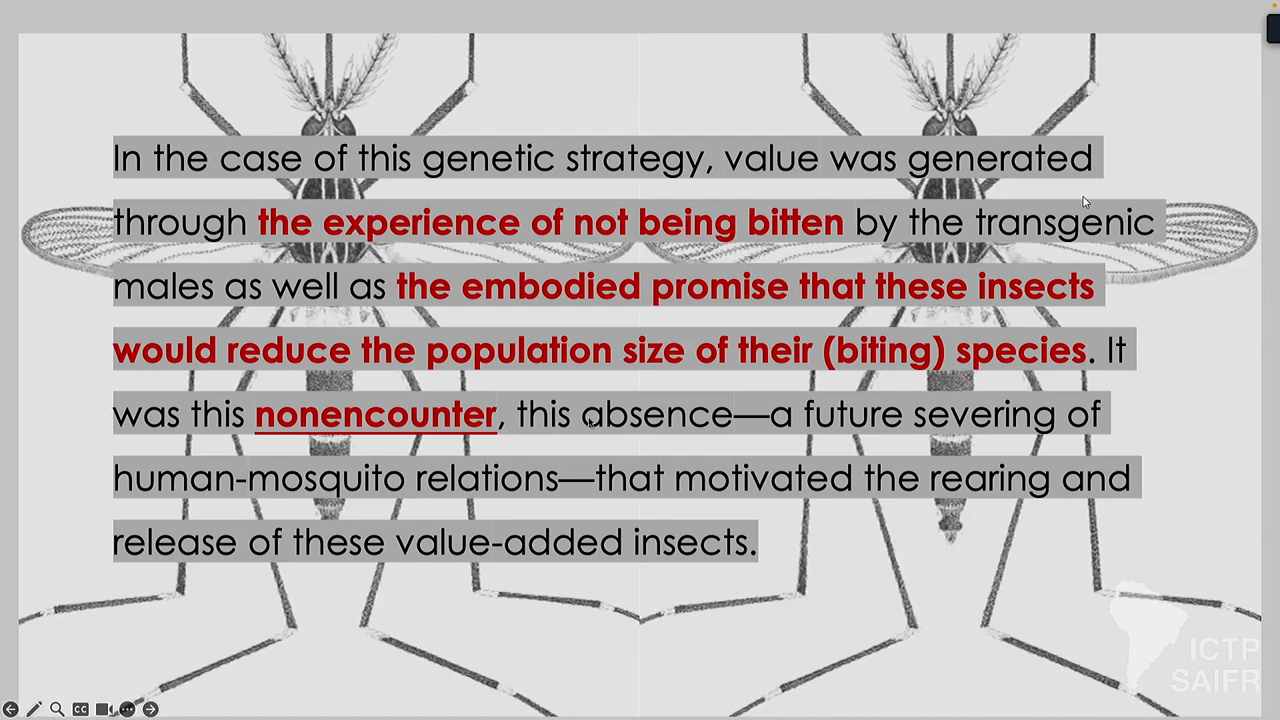 In the case of this genetic strategy, value was generated
through the experience of not being bitten by the transgenic
males as well as the embodied promise that these insects
would reduce the population size of their (biting) species. It
was this nonencounter, this absence—a future severing of
human-mosquito relations—that motivated the rearing and
release of these value-added insects.
ICTP
SAIFR
CC